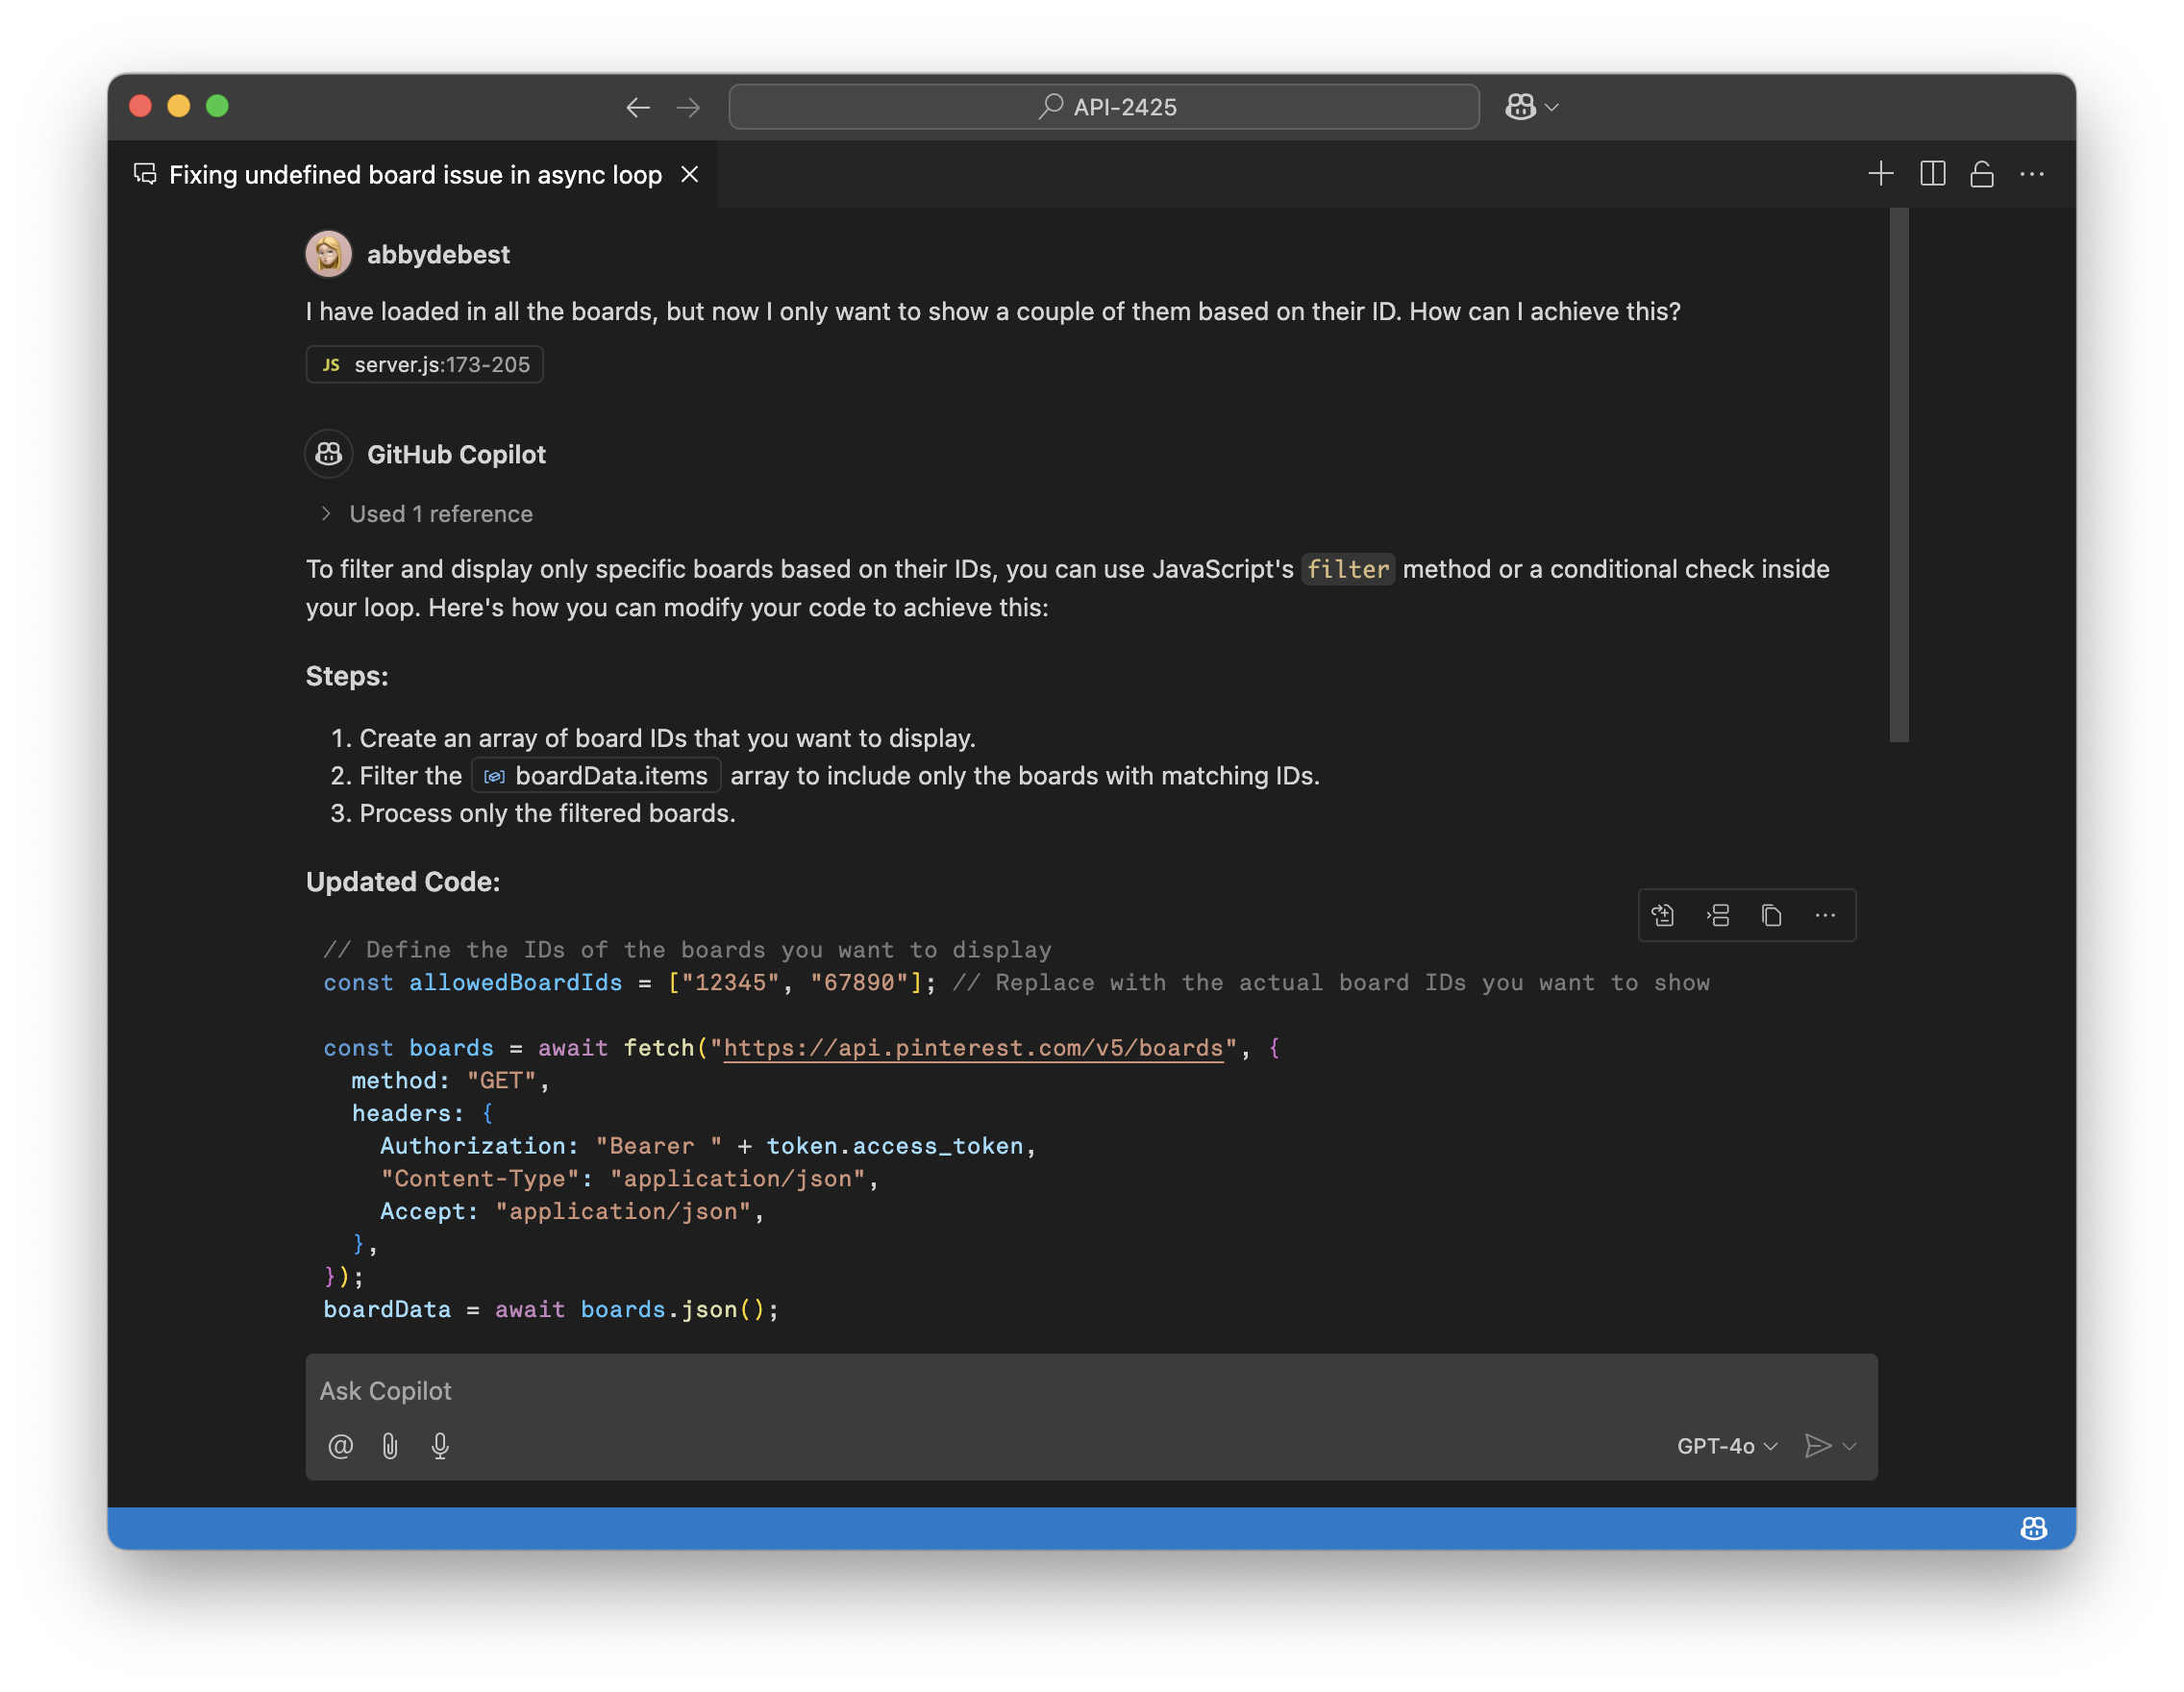 API-2425
Fixing undefined board issue in async loop
abbydebest
I have loaded in all the boards, but now I only want to show a couple of them based on their ID. How can I achieve this?
JS server.js:173-205
GitHub Copilot
Used 1 reference
To filter and display only specific boards based on their IDs, you can use JavaScript's filter method or a conditional check inside
your loop. Here's how you can modify your code to achieve this:
Steps:
1. Create an array of board IDs that you want to display.
2. Filter the boardData.items array to include only the boards with matching IDs.
3. Process only the filtered boards.
Updated Code:
// Define the IDs of the boards you want to display
const allowedBoardIds = ["12345", "67890"]; // Replace with the actual board IDs you want to show
const boards = await fetch("https://api.pinterest.com/v5/boards", {
  method: "GET",
  headers: {
    Authorization: "Bearer " + token.access_token,
    "Content-Type": "application/json",
    Accept: "application/json",
  },
});
boardData = await boards.json();
Ask Copilot
GPT-4o